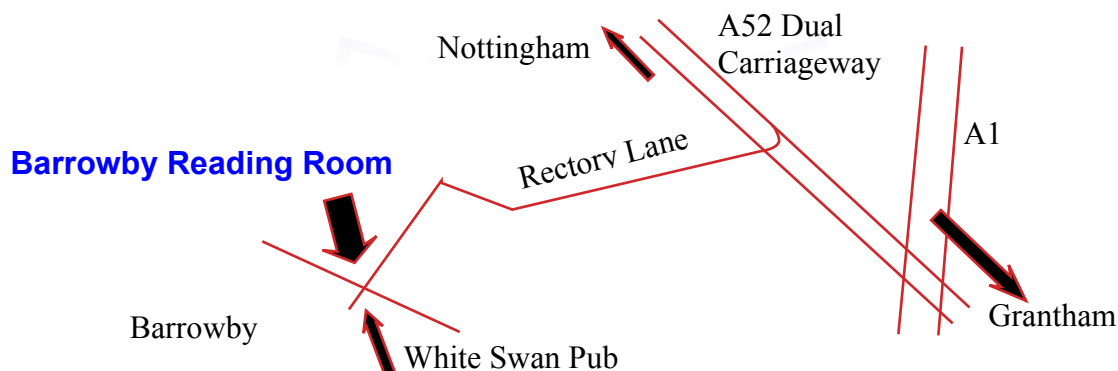 A52 Dual
Carriageway
Nottingham
A1
Rectory Lane
Barrowby Reading Room
Grantham
Barrowby
White Swan Pub